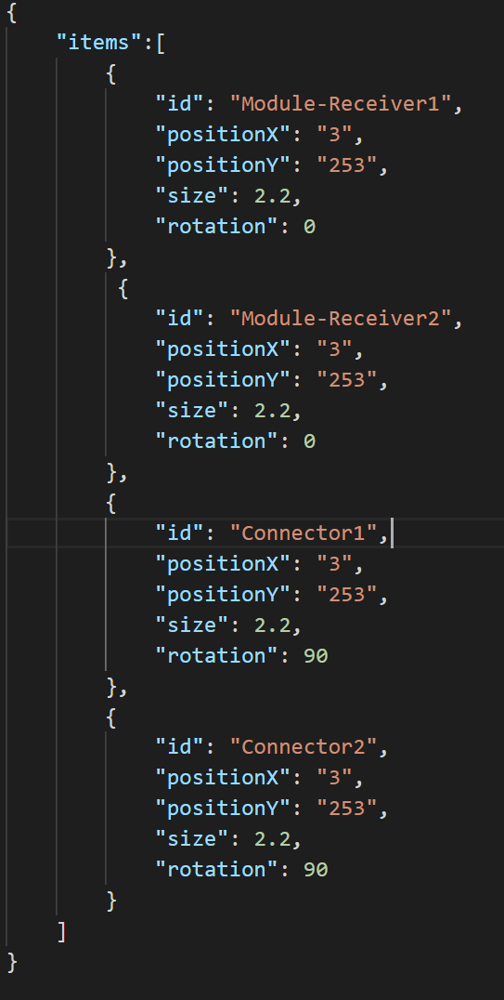 {
    "items":[
        {
            "id": "Module-Receiver1",
            "positionX": "3",
            "positionY": "253",
            "size": 2.2,
            "rotation": 0
        },
         {
            "id": "Module-Receiver2",
            "positionX": "3",
            "positionY": "253",
            "size": 2.2,
            "rotation": 0
        },
        {
            "id": "Connector1",
            "positionX": "3",
            "positionY": "253",
            "size": 2.2,
            "rotation": 90
        },
        {
            "id": "Connector2",
            "positionX": "3",
            "positionY": "253",
            "size": 2.2,
            "rotation": 90
        }
    ]
}